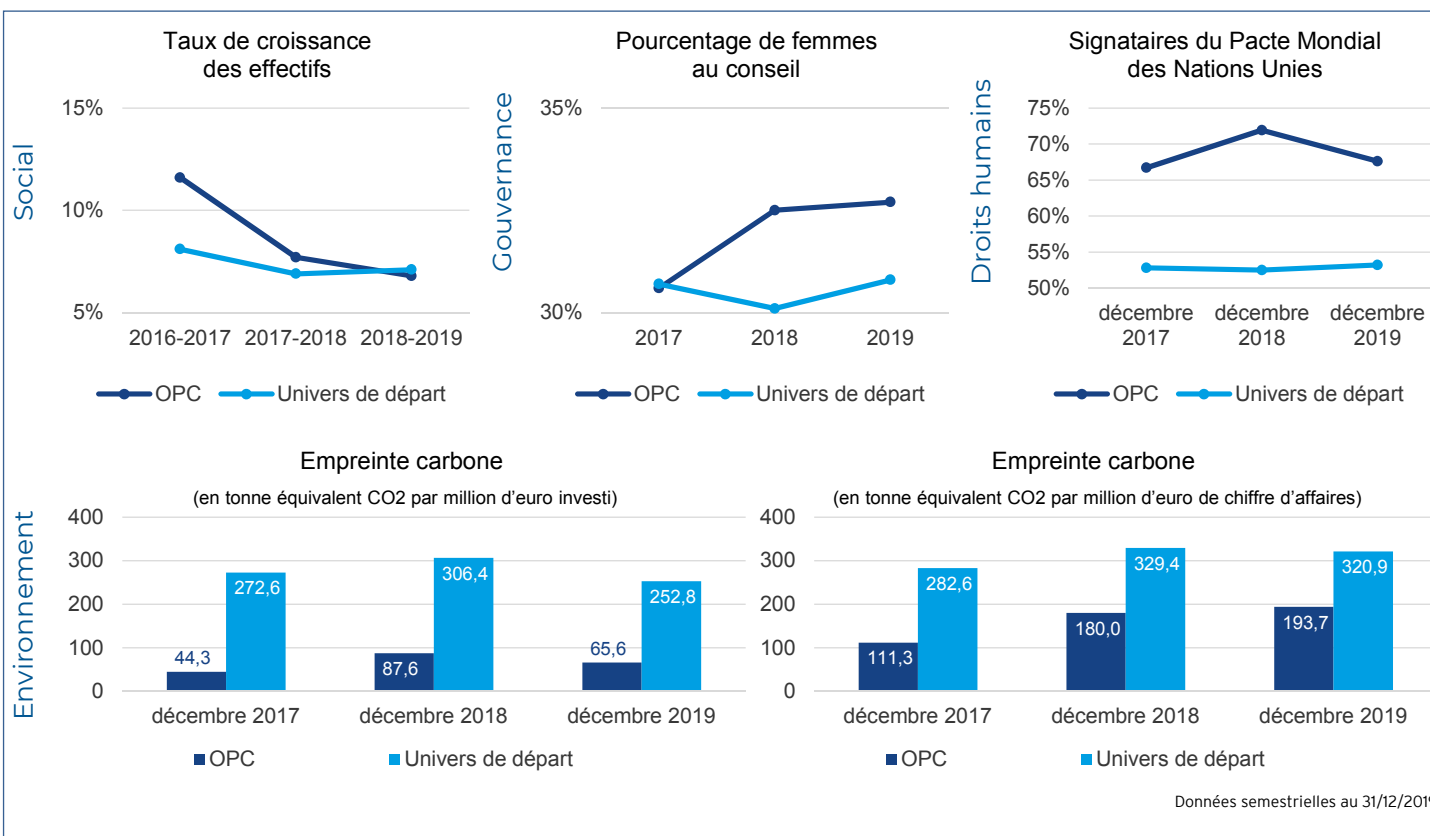 Social
Taux de croissance
des effectifs
15%
10%
5%
2016-2017 2017-2018 2018-2019
OPC Univers de départ
Gouvernance
Pourcentage de femmes
au conseil
35%
30%
2017 2018 2019
OPC Univers de départ
Droits humains
Signataires du Pacte Mondial
des Nations Unies
75%
70%
65%
60%
55%
50%
décembre décembre décembre
2017 2018 2019
OPC Univers de départ
Environnement
Empreinte carbone
(en tonne équivalent CO2 par million d'euro investi)
400
300
200
100
0
44,3 272,6 87,6 306,4 65,6 252,8
décembre 2017 décembre 2018 décembre 2019
OPC Univers de départ
Empreinte carbone
(en tonne équivalent CO2 par million d'euro de chiffre d'affaires)
400
300
200
100
0
111,3 282,6 180,0 329,4 193,7 320,9
décembre 2017 décembre 2018 décembre 2019
OPC Univers de départ
Données semestrielles au 31/12/2019